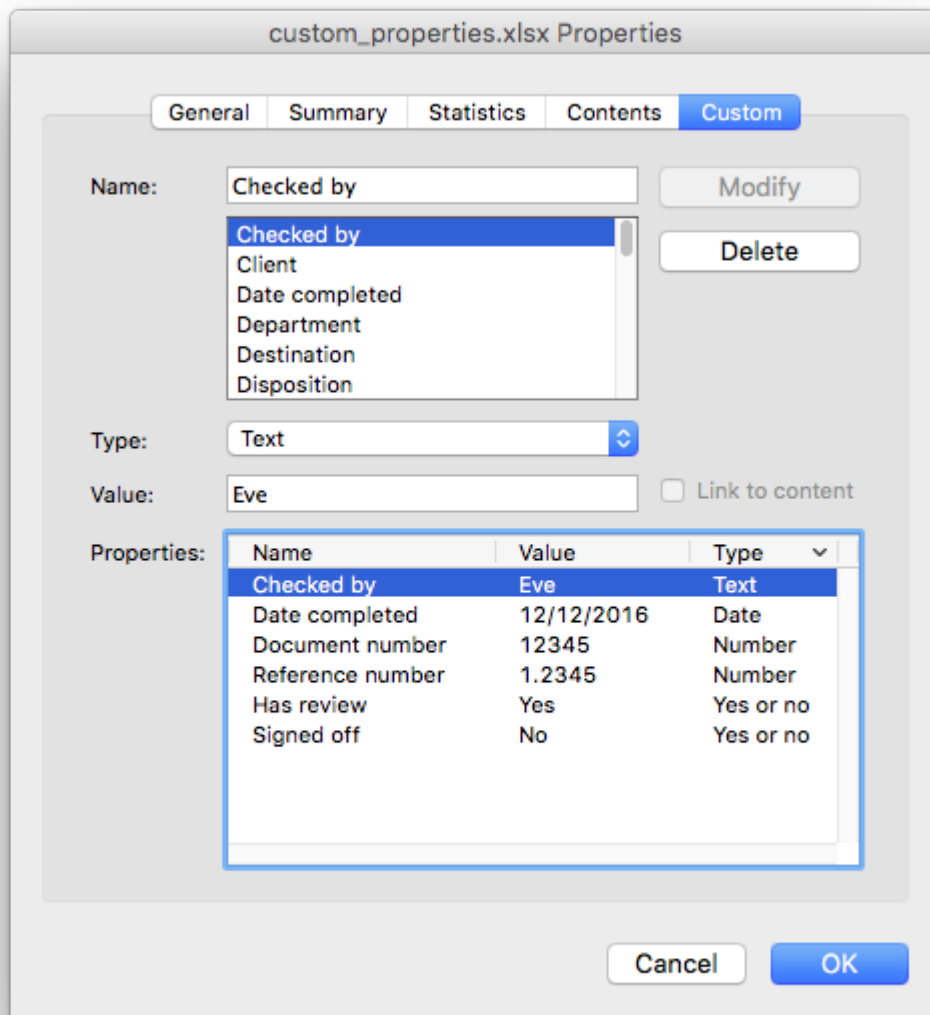 custom_properties.xlsx Properties
General Summary Statistics Contents Custom
Name: Checked by Modify
Checked by Delete
Client
Date completed
Department
Destination
Disposition
Type: Text
Value: Eve Link to content
Properties: Name Value Type
Checked by Eve Text
Date completed 12/12/2016 Date
Document number 12345 Number
Reference number 1.2345 Number
Has review Yes Yes or no
Signed off No Yes or no
Cancel OK